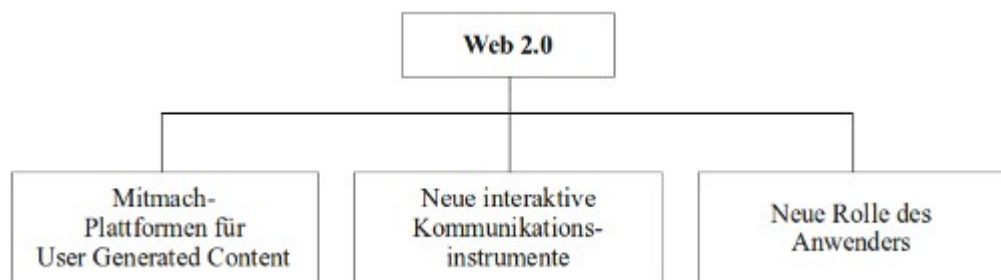 Web 2.0
Mitmach-
Plattformen für
User Generated Content
Neue interaktive
Kommunikations-
instrumente
Neue Rolle des
Anwenders